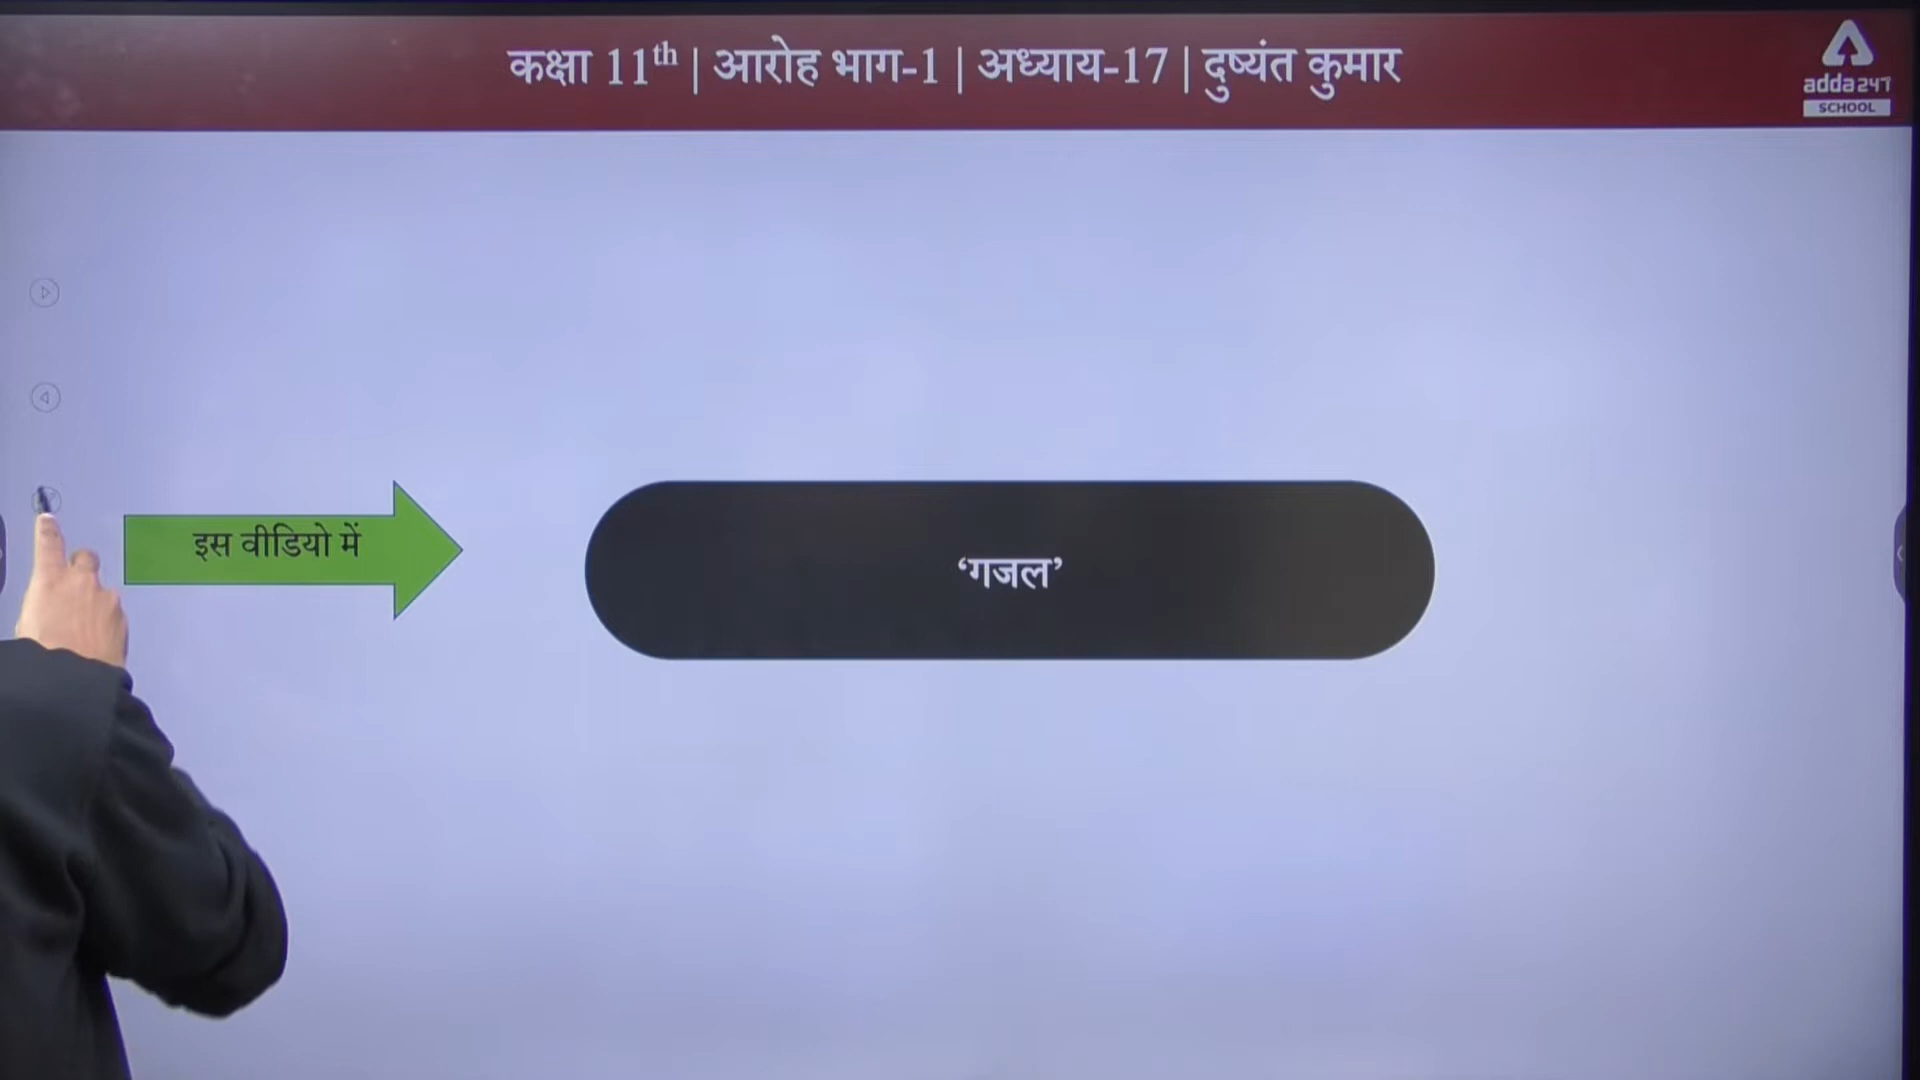 कक्षा 11th | आरोह भाग-1 | अध्याय-17 | दुष्यंत कुमार
adda247
SCHOOL
इस वीडियो में
‘गजल’